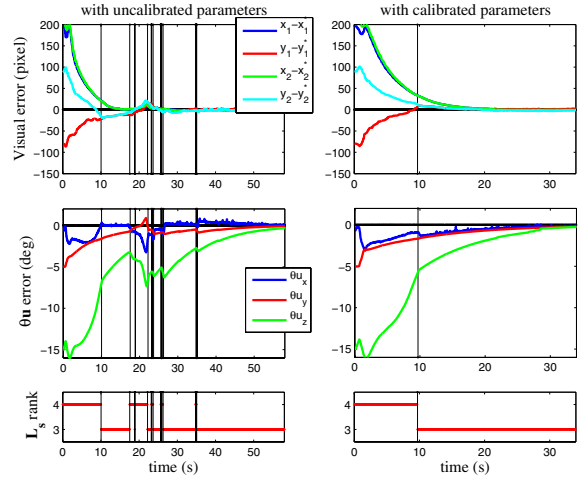 with uncalibrated parameters
with calibrated parameters
Visual error (pixel)
200
150
100
50
0
−50
−100
−150
0 10 20 30 40 50
x₁−x₁*
y₁−y₁*
x₂−x₂*
y₂−y₂*
200
150
100
50
0
−50
−100
−150
0 10 20 30
θu error (deg)
0
−5
−10
−15
0 10 20 30 40 50
θuₓ
θu_y
θu_z
0
−5
−10
−15
0 10 20 30
Lₛ rank
4
3
0 10 20 30 40 50
time (s)
4
3
0 10 20 30
time (s)